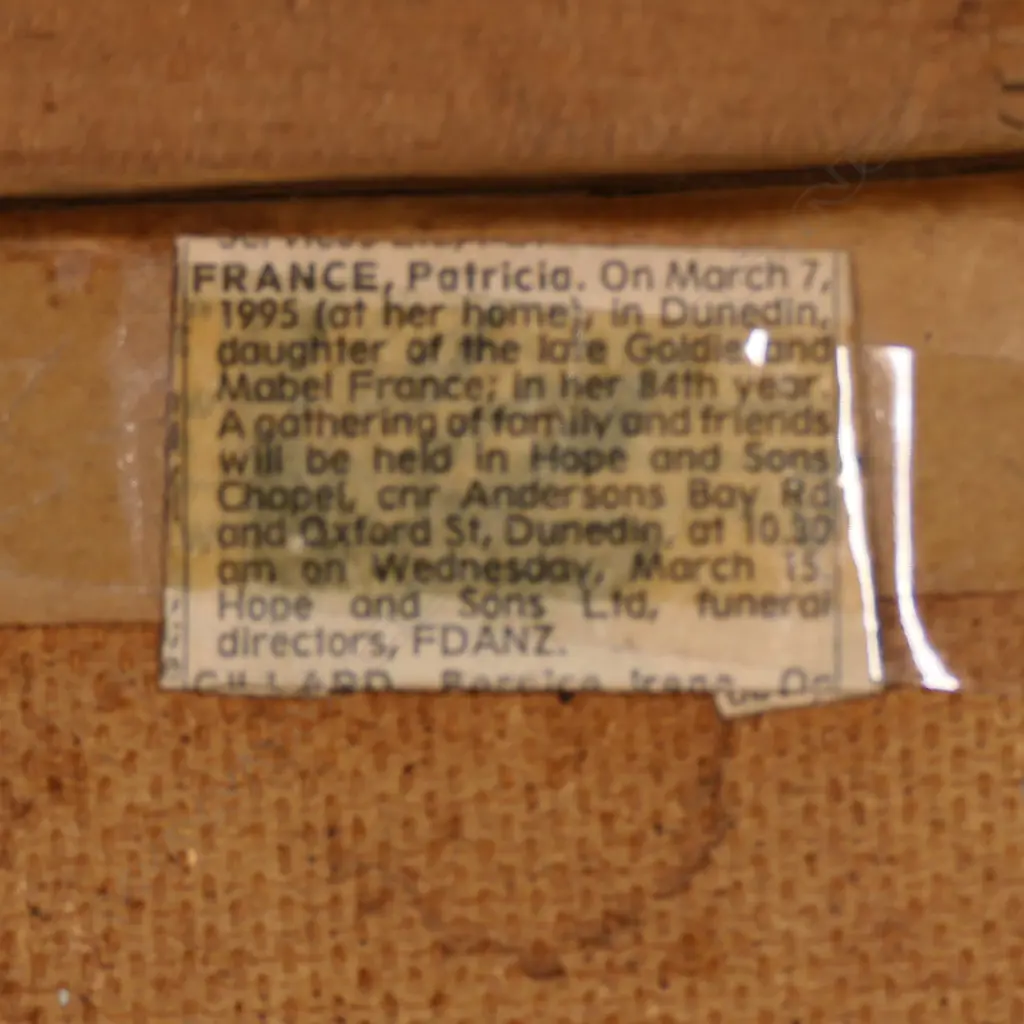 FRANCE, Patricia. On March 7,
1995 (at her home), in Dunedin,
daughter of the late Goldie and
Mabel France; in her 84th year.
A gathering of family and friends
will be held in Hope and Sons
Chapel, cnr Andersons Bay Rd
and Oxford St, Dunedin, at 10.30
am on Wednesday, March 15.
Hope and Sons Ltd, funeral
directors, FDANZ.